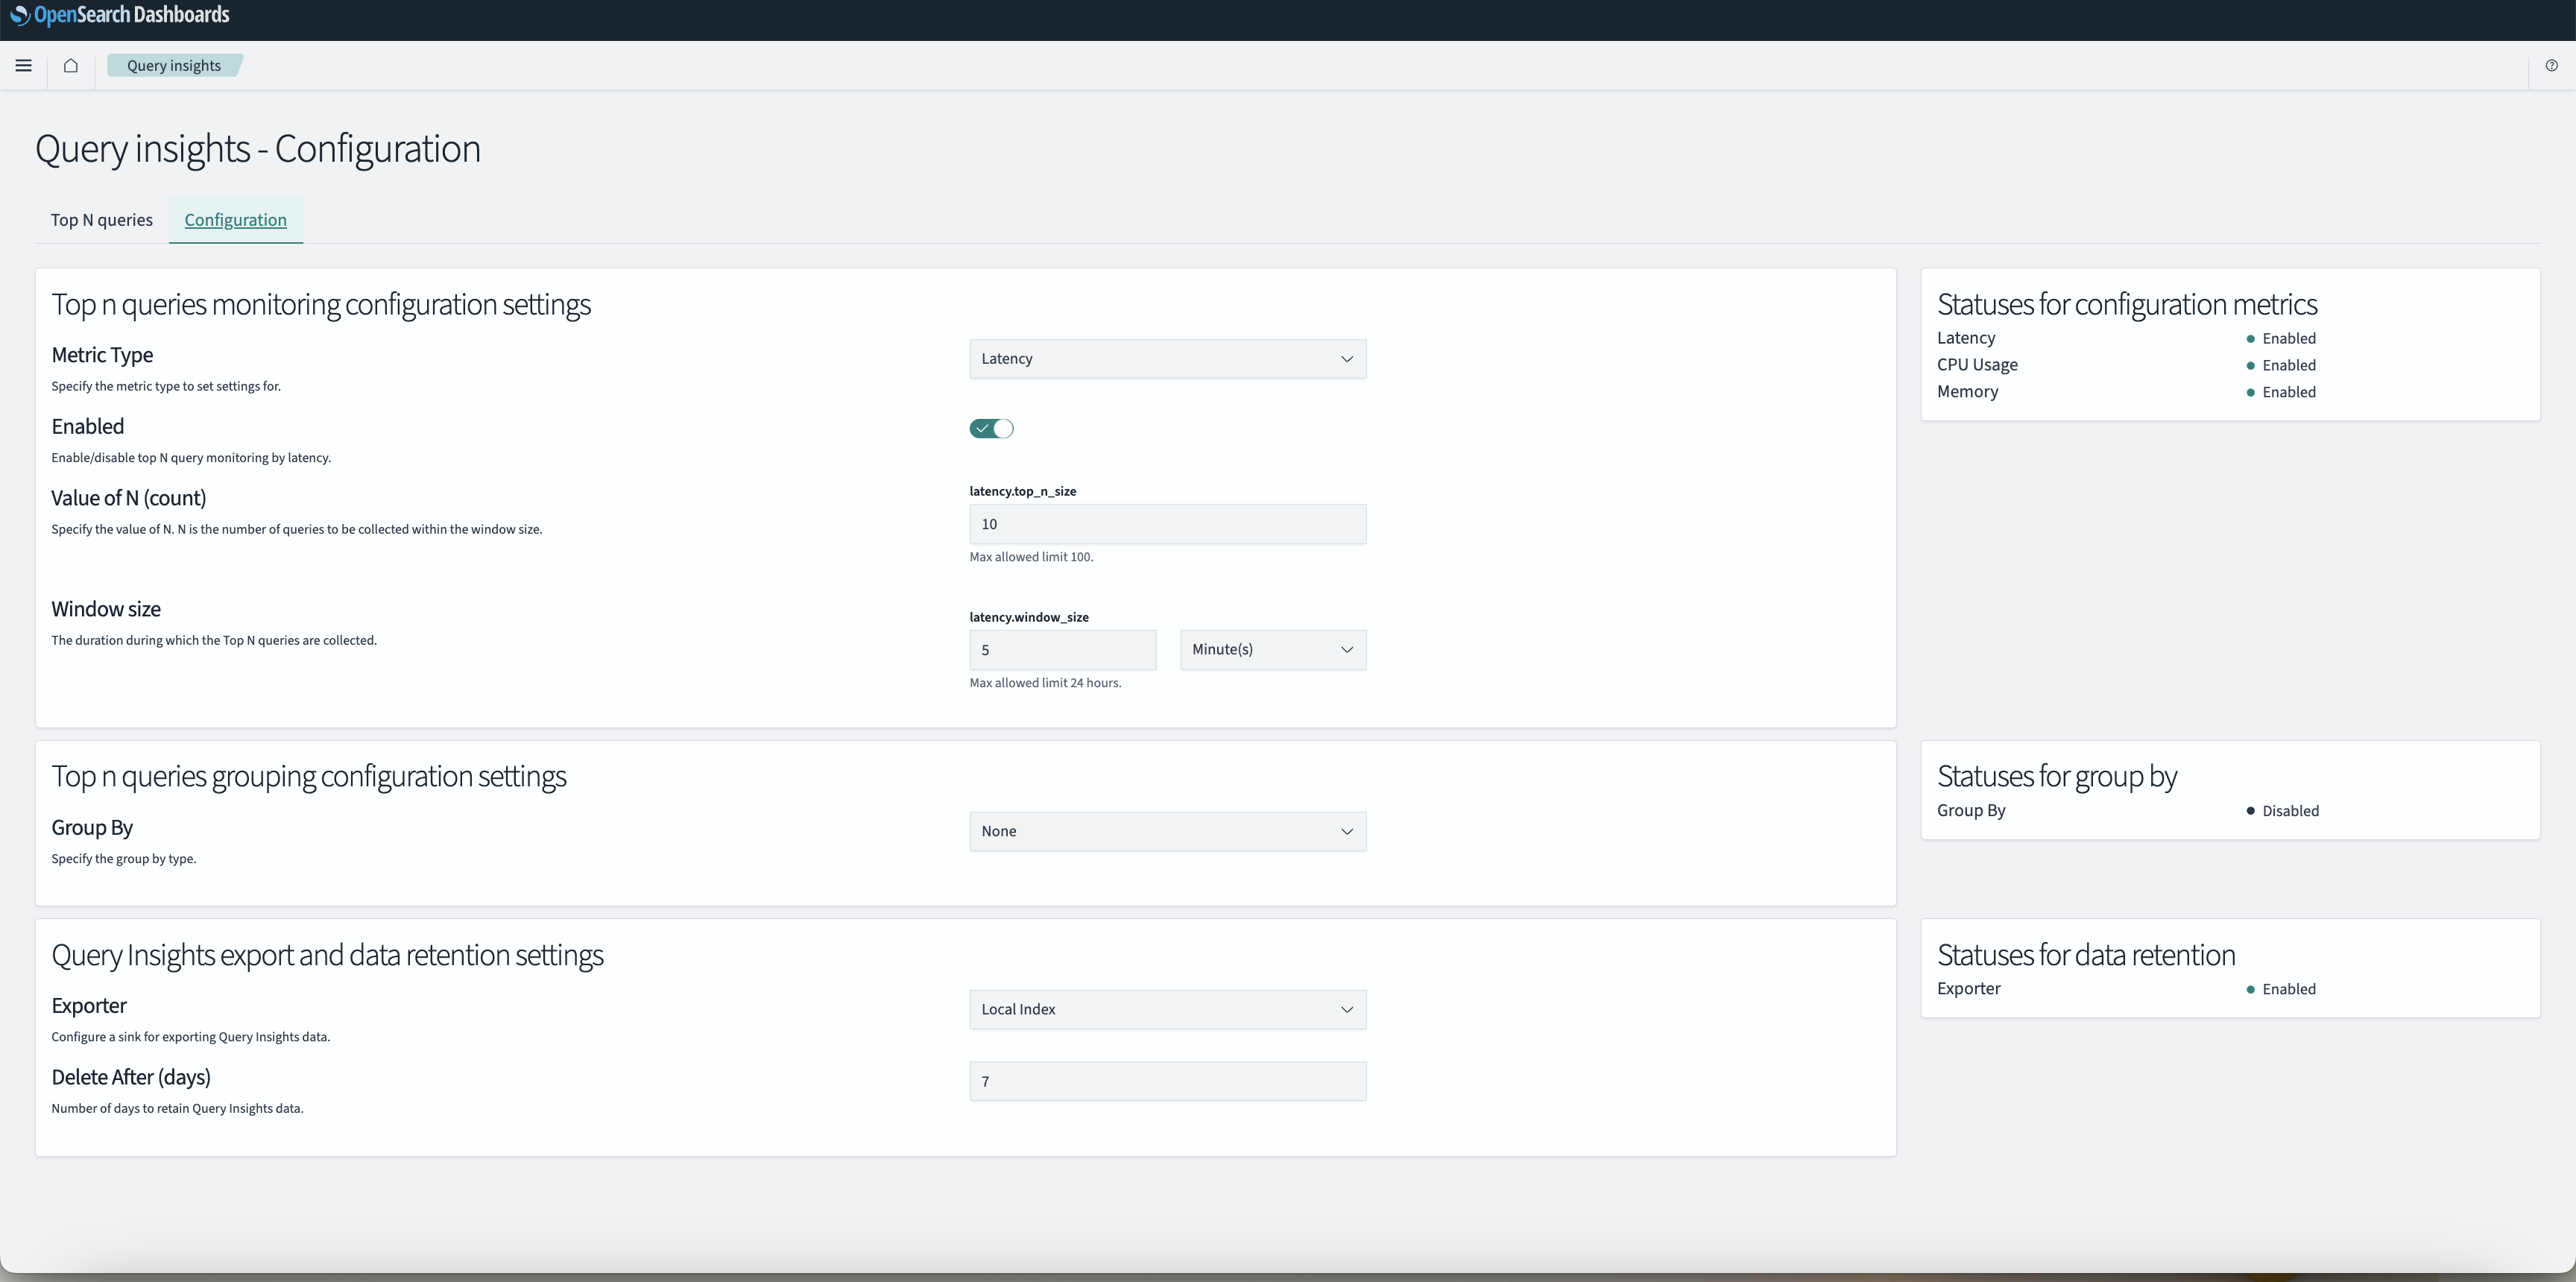 OpenSearch Dashboards
Query insights
Query insights - Configuration
Top N queries
Configuration
Top n queries monitoring configuration settings
Metric Type
Specify the metric type to set settings for.
Latency
Enabled
Enable/disable top N query monitoring by latency.
Value of N (count)
Specify the value of N. N is the number of queries to be collected within the window size.
latency.top_n_size
10
Max allowed limit 100.
Window size
The duration during which the Top N queries are collected.
latency.window_size
5
Minute(s)
Max allowed limit 24 hours.
Statuses for configuration metrics
Latency
Enabled
CPU Usage
Enabled
Memory
Enabled
Top n queries grouping configuration settings
Group By
Specify the group by type.
None
Statuses for group by
Group By
Disabled
Query Insights export and data retention settings
Exporter
Configure a sink for exporting Query Insights data.
Local Index
Delete After (days)
Number of days to retain Query Insights data.
7
Statuses for data retention
Exporter
Enabled